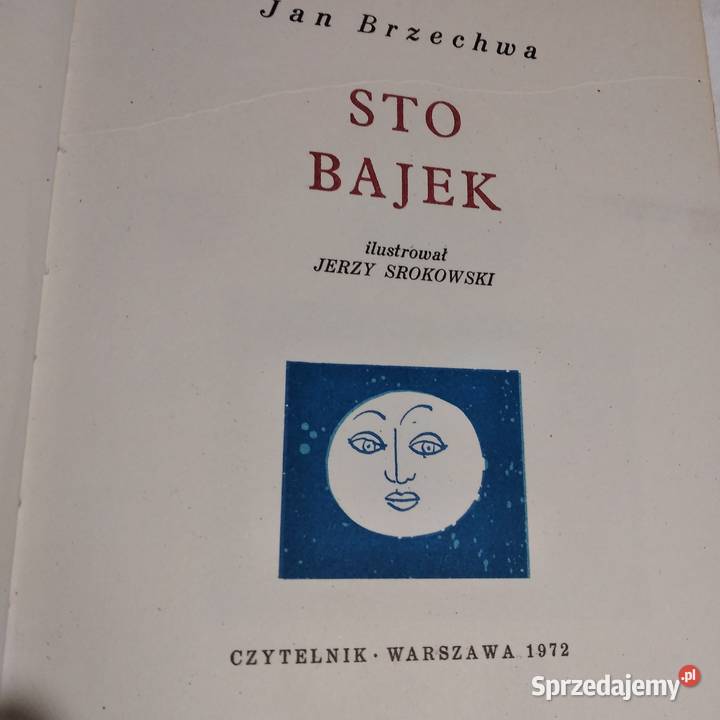 Jan Brzechwa
STO
BAJEK
ilustrował
JERZY SROKOWSKI
CZYTELNIK · WARSZAWA 1972
Sprzedajemy.pl